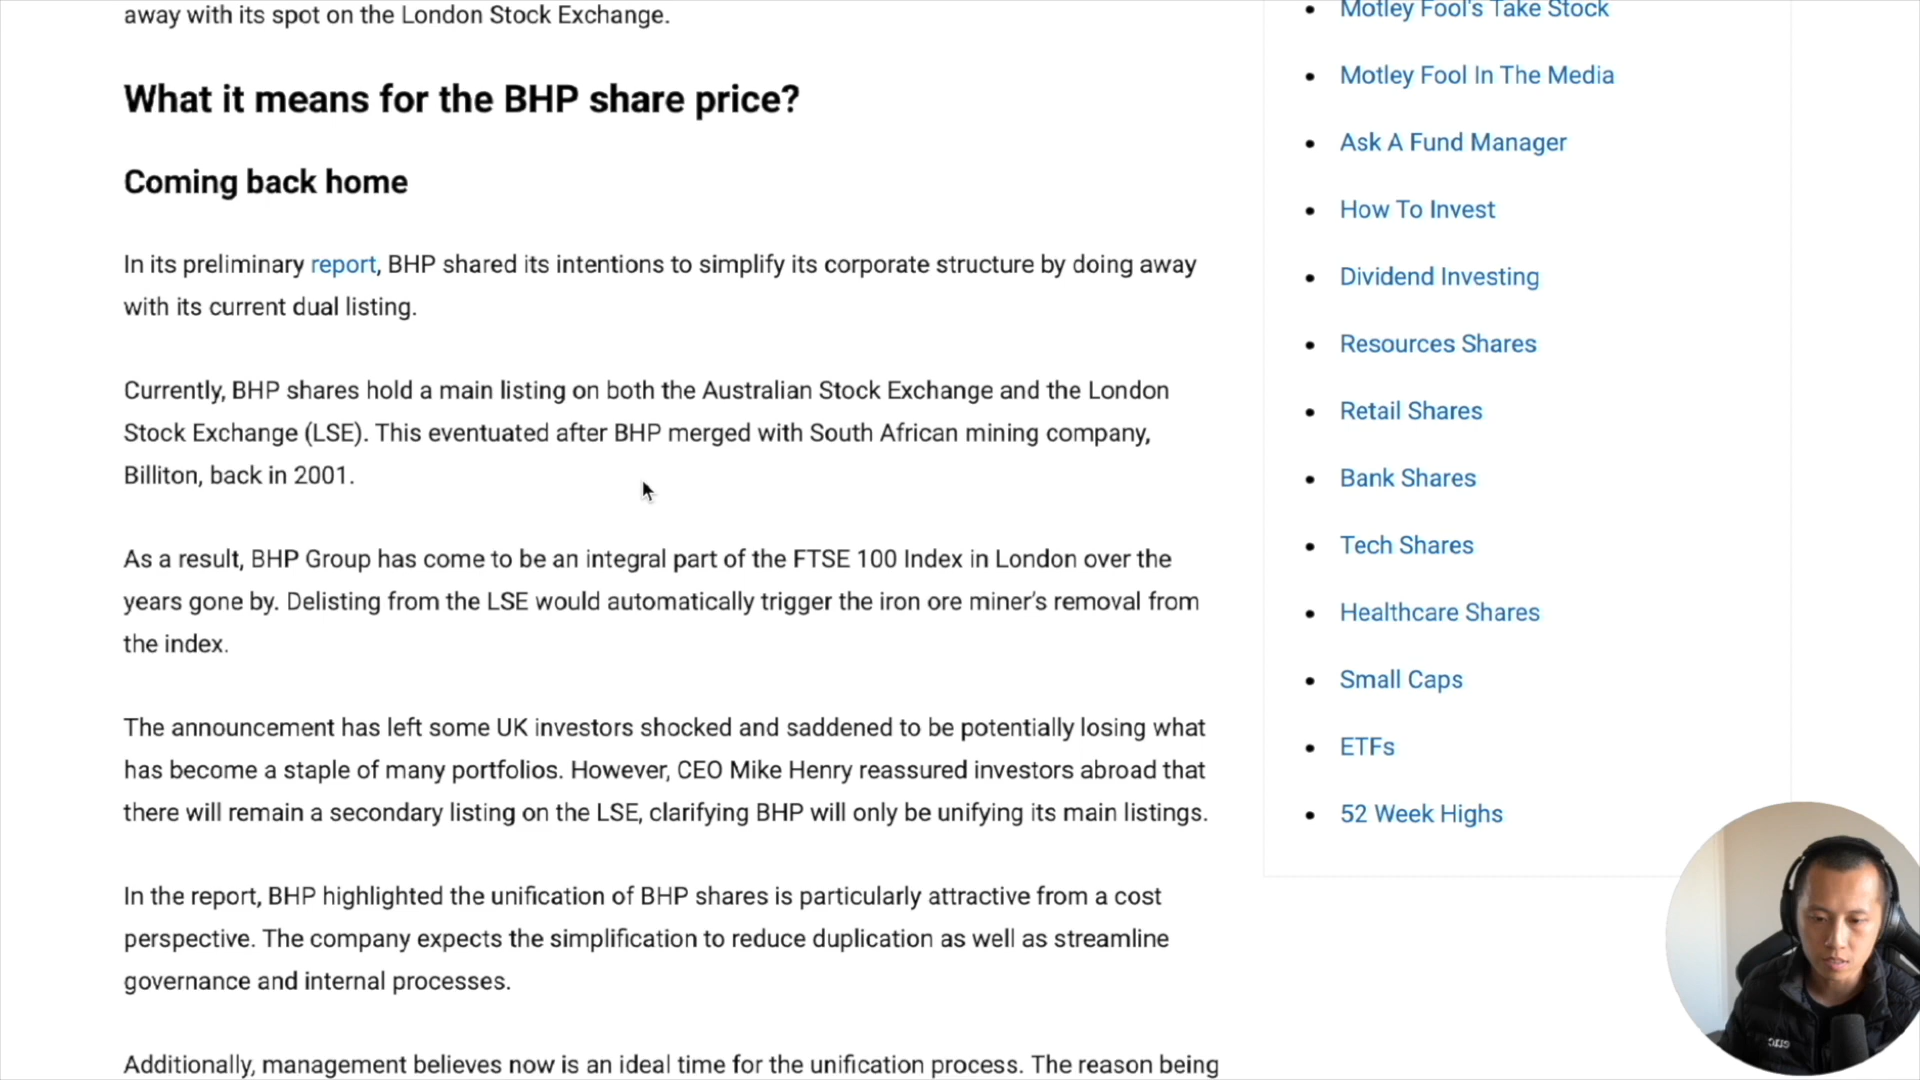 away with its spot on the London Stock Exchange.
What it means for the BHP share price?
Coming back home
In its preliminary report, BHP shared its intentions to simplify its corporate structure by doing away
with its current dual listing.
Currently, BHP shares hold a main listing on both the Australian Stock Exchange and the London
Stock Exchange (LSE). This eventuated after BHP merged with South African mining company,
Billiton, back in 2001.
As a result, BHP Group has come to be an integral part of the FTSE 100 Index in London over the
years gone by. Delisting from the LSE would automatically trigger the iron ore miner’s removal from
the index.
The announcement has left some UK investors shocked and saddened to be potentially losing what
has become a staple of many portfolios. However, CEO Mike Henry reassured investors abroad that
there will remain a secondary listing on the LSE, clarifying BHP will only be unifying its main listings.
In the report, BHP highlighted the unification of BHP shares is particularly attractive from a cost
perspective. The company expects the simplification to reduce duplication as well as streamline
governance and internal processes.
Additionally, management believes now is an ideal time for the unification process. The reason being
Motley Fool's Take Stock
Motley Fool In The Media
Ask A Fund Manager
How To Invest
Dividend Investing
Resources Shares
Retail Shares
Bank Shares
Tech Shares
Healthcare Shares
Small Caps
ETFs
52 Week Highs